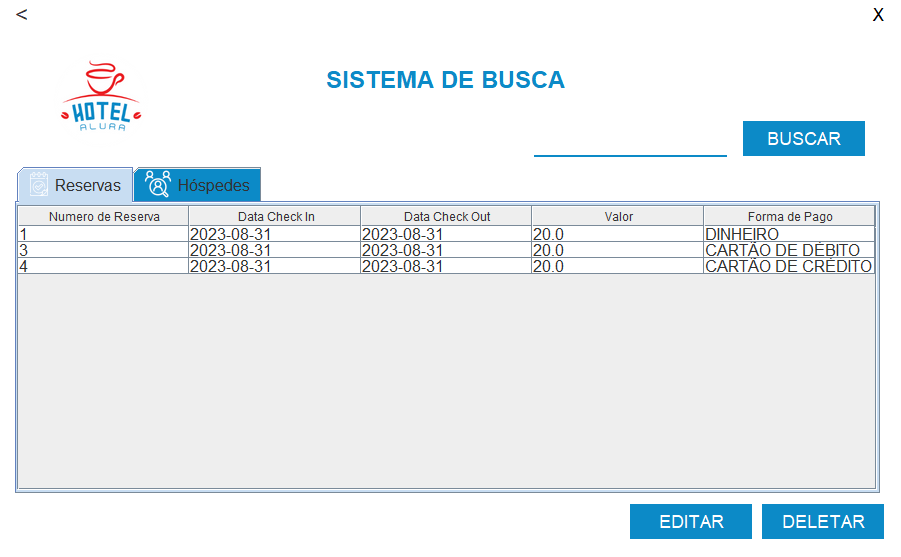 <
X
HOTEL
ALURA
SISTEMA DE BUSCA
BUSCAR
Reservas Hóspedes
Numero de Reserva Data Check In Data Check Out Valor Forma de Pago
1 2023-08-31 2023-08-31 20.0 DINHEIRO
3 2023-08-31 2023-08-31 20.0 CARTÃO DE DÉBITO
4 2023-08-31 2023-08-31 20.0 CARTÃO DE CRÉDITO
EDITAR DELETAR